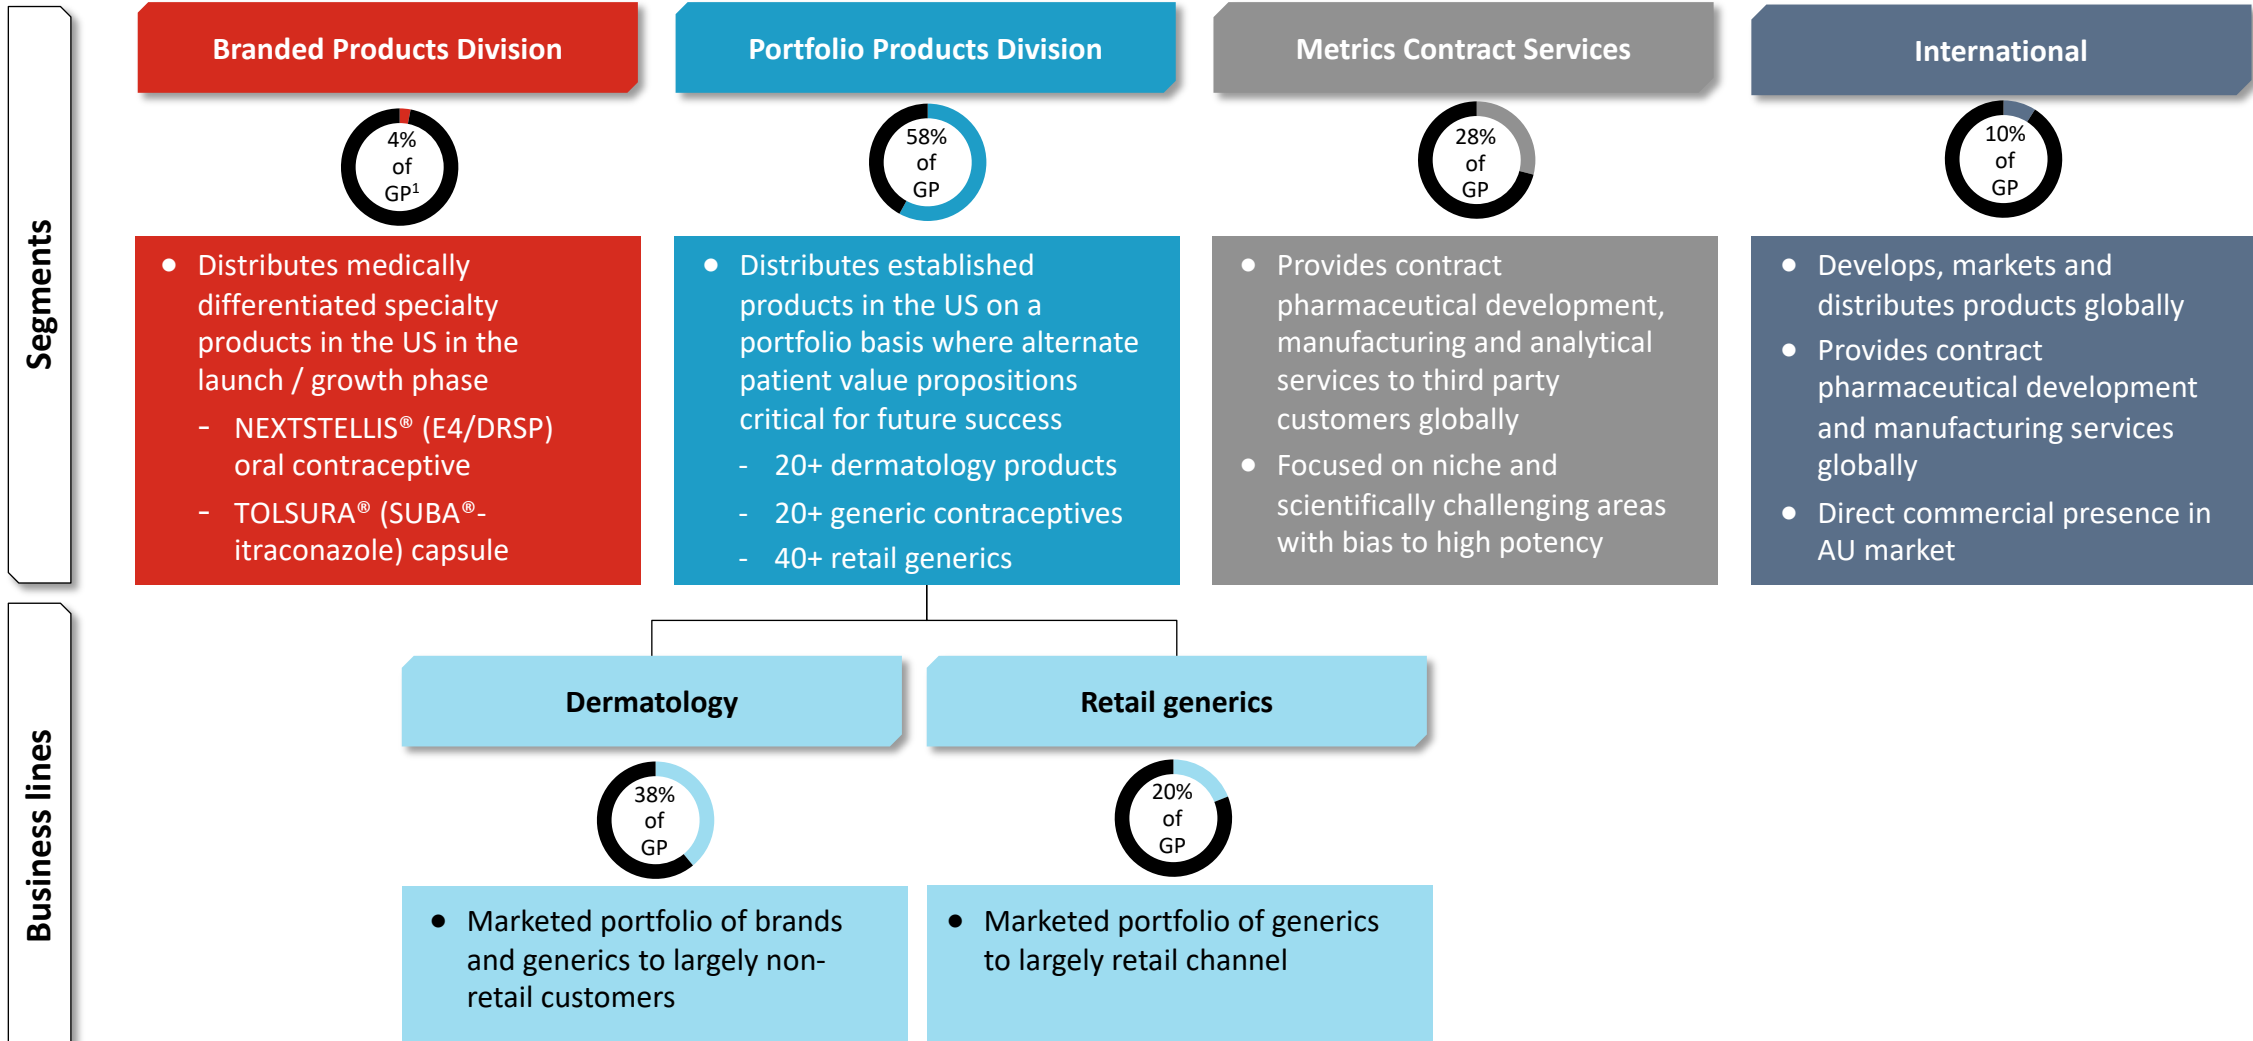 Segments
Branded Products Division
4%
of
GP¹
● Distributes medically
differentiated specialty
products in the US in the
launch / growth phase
- NEXTSTELLIS® (E4/DRSP)
oral contraceptive
- TOLSURA® (SUBA®-
itraconazole) capsule
Portfolio Products Division
58%
of
GP
● Distributes established
products in the US on a
portfolio basis where alternate
patient value propositions
critical for future success
- 20+ dermatology products
- 20+ generic contraceptives
- 40+ retail generics
Metrics Contract Services
28%
of
GP
● Provides contract
pharmaceutical development,
manufacturing and analytical
services to third party
customers globally
● Focused on niche and
scientifically challenging areas
with bias to high potency
International
10%
of
GP
● Develops, markets and
distributes products globally
● Provides contract
pharmaceutical development
and manufacturing services
globally
● Direct commercial presence in
AU market
Business lines
Dermatology
38%
of
GP
● Marketed portfolio of brands
and generics to largely non-
retail customers
Retail generics
20%
of
GP
● Marketed portfolio of generics
to largely retail channel